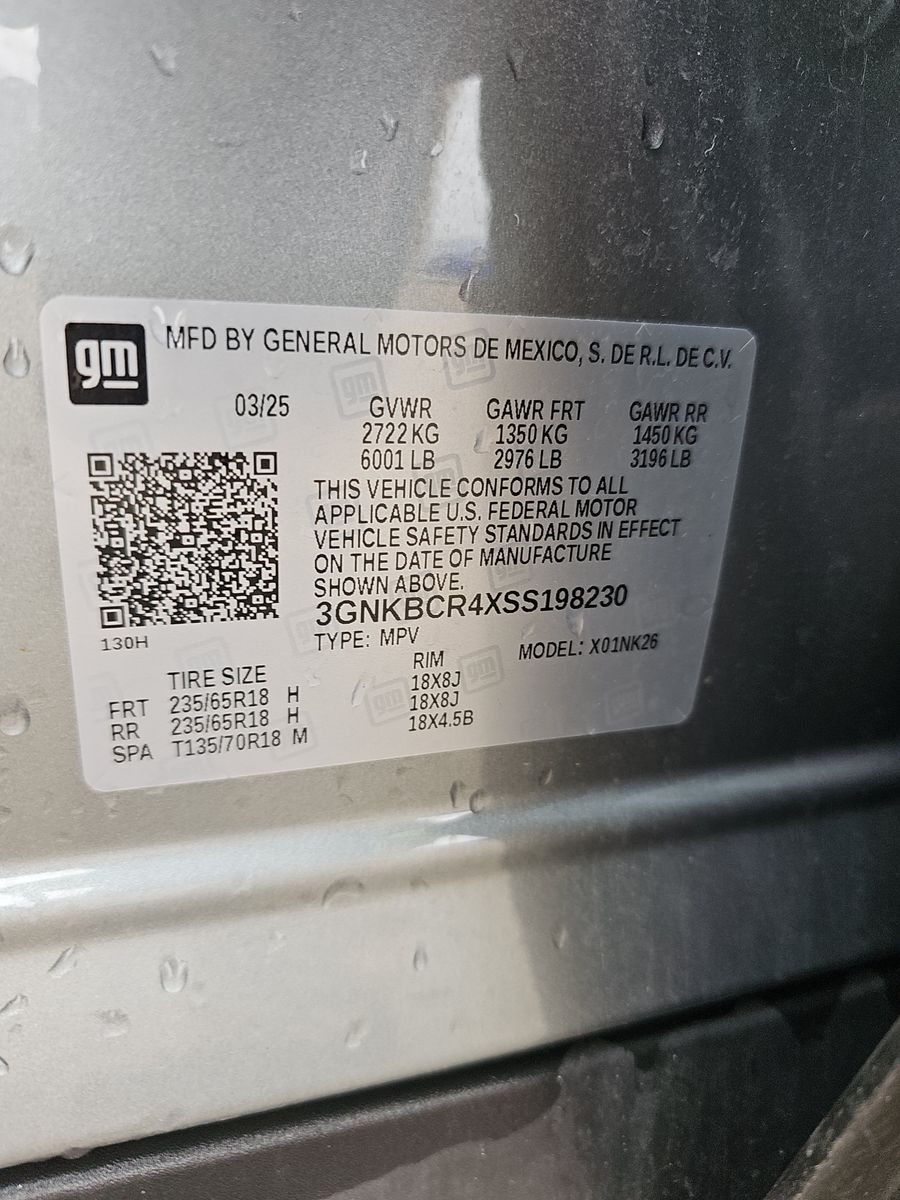 gm
MFD BY GENERAL MOTORS DE MEXICO, S. DE R.L. DE C.V.
03/25 GVWR GAWR FRT GAWR RR
2722 KG 1350 KG 1450 KG
6001 LB 2976 LB 3196 LB
THIS VEHICLE CONFORMS TO ALL
APPLICABLE U.S. FEDERAL MOTOR
VEHICLE SAFETY STANDARDS IN EFFECT
ON THE DATE OF MANUFACTURE
SHOWN ABOVE.
3GNKBCR4XSS198230
130H
TYPE: MPV MODEL: X01NK26
TIRE SIZE RIM
FRT 235/65R18 H 18X8J
RR 235/65R18 H 18X8J
SPA T135/70R18 M 18X4.5B